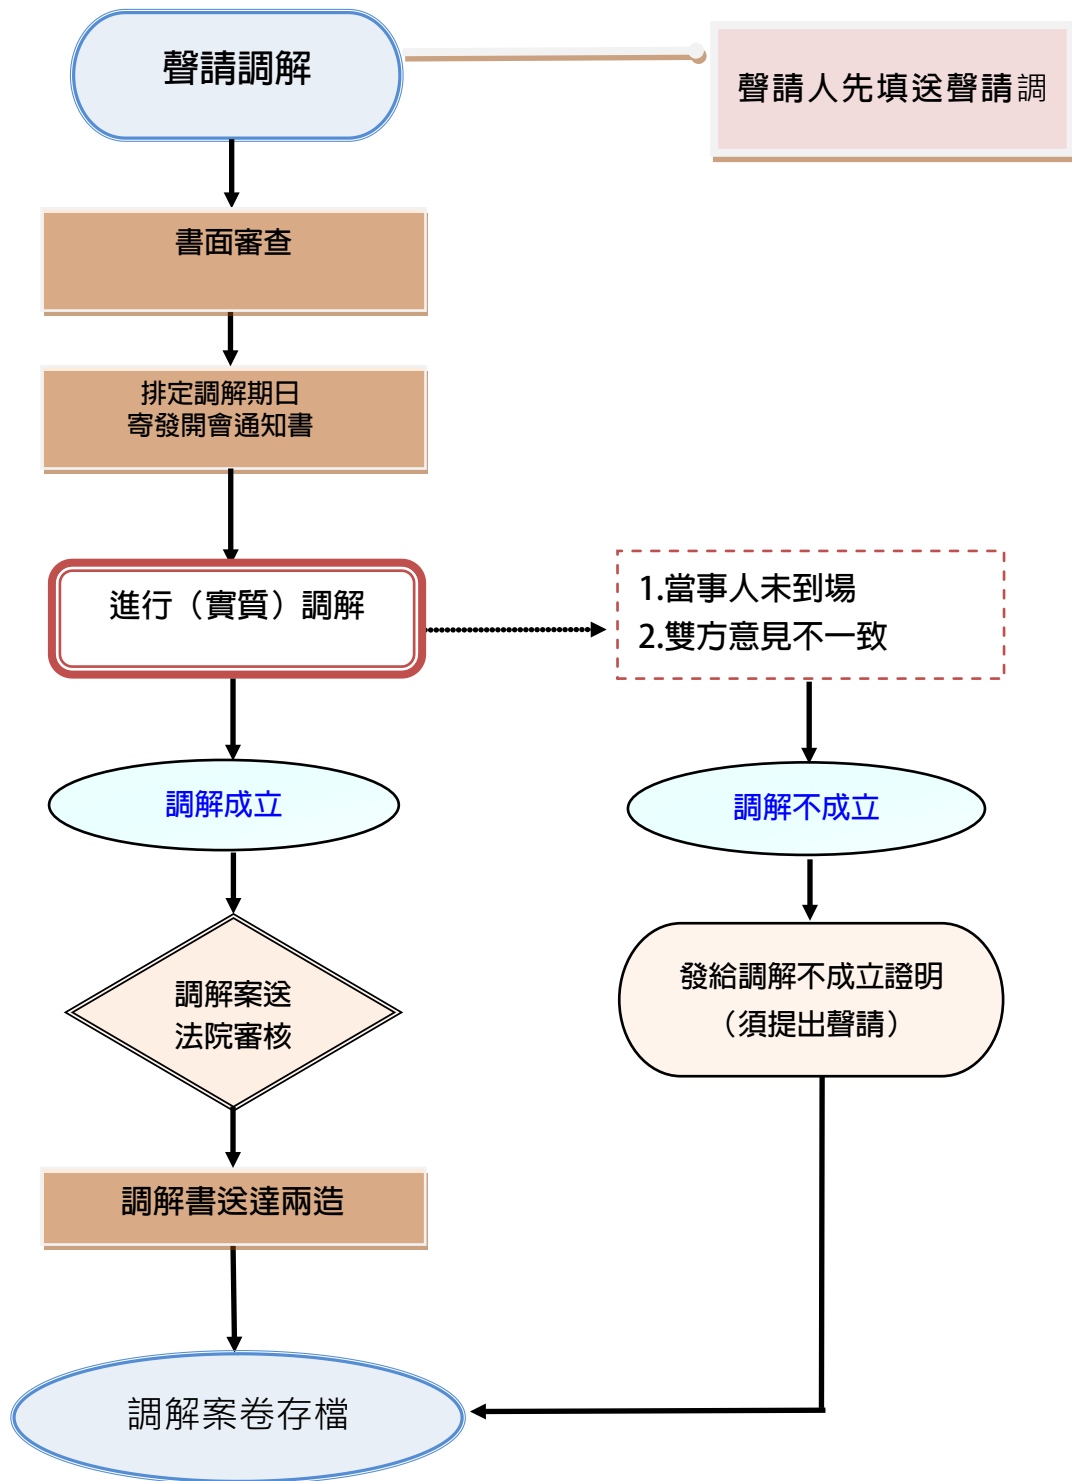 聲請調解
聲請人先填送聲請調
書面審查
排定調解期日
寄發開會通知書
進行（實質）調解
1.當事人未到場
2.雙方意見不一致
調解成立
調解不成立
調解案送
法院審核
發給調解不成立證明
（須提出聲請）
調解書送達兩造
調解案卷存檔